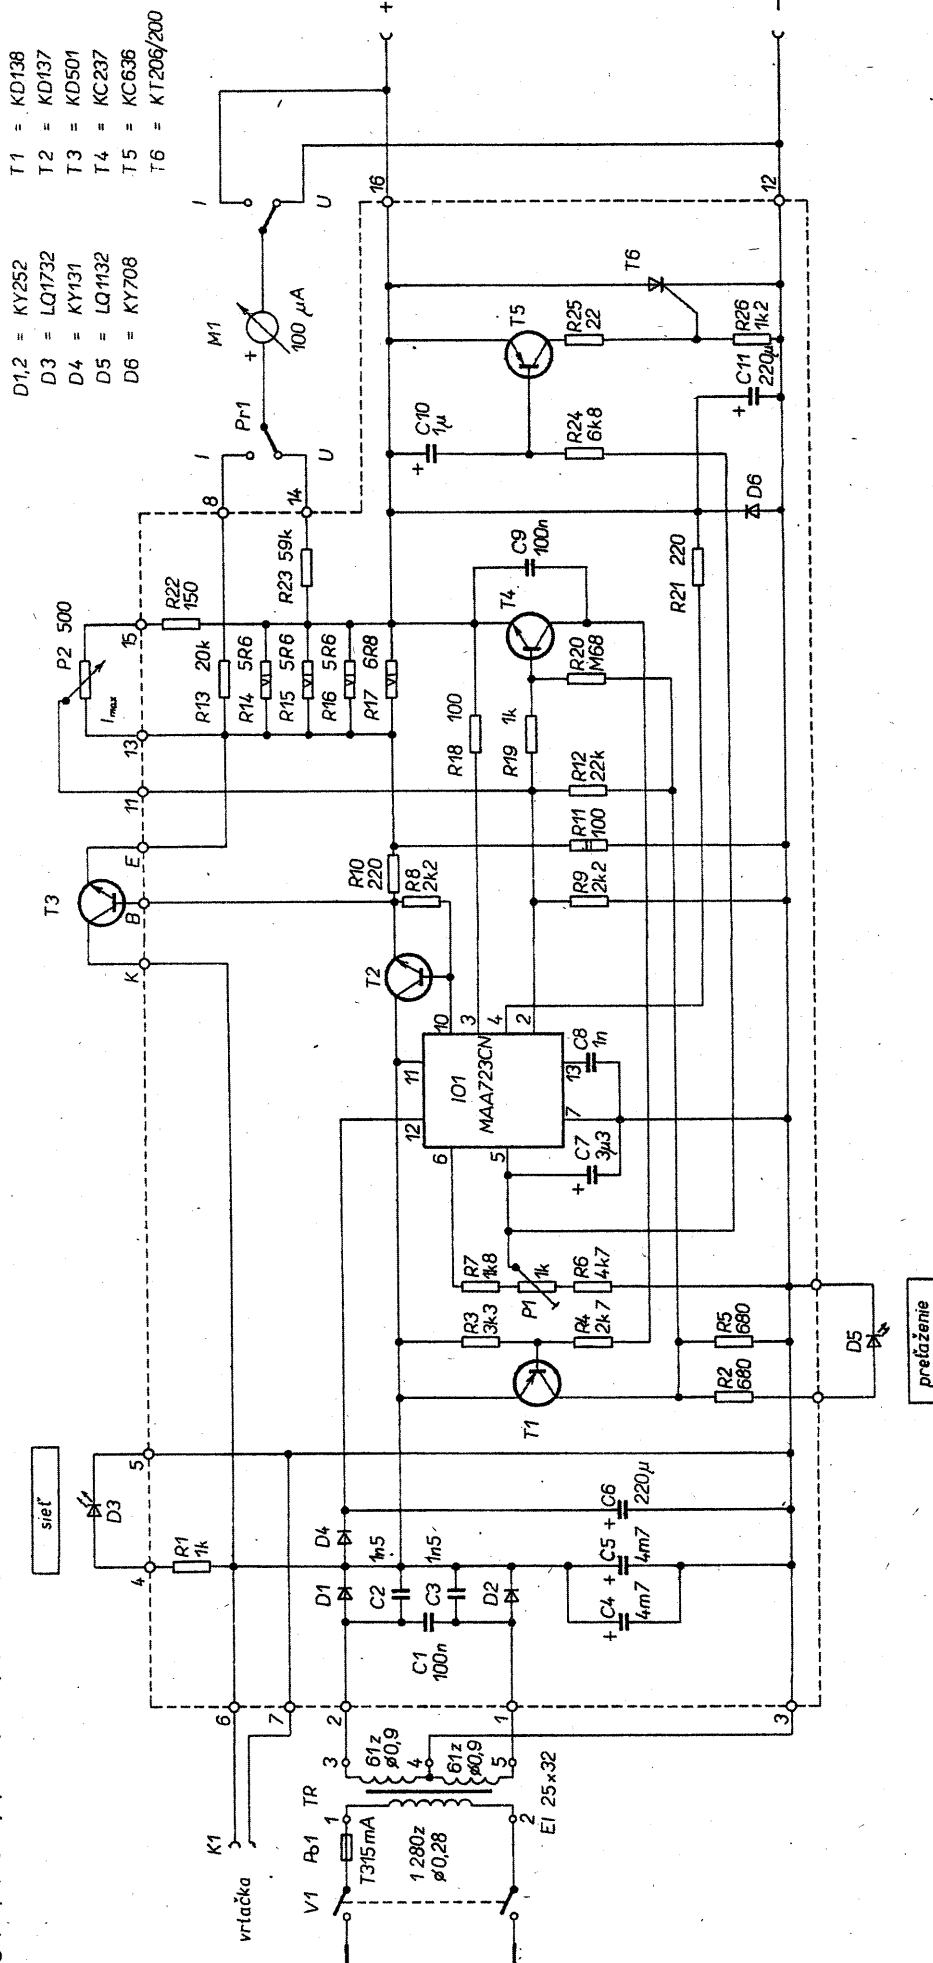 D1,2 = KY252
D3 = LQ1732
D4 = KY131
D5 = LQ1132
D6 = KY708
T1 = KD138
T2 = KD137
T3 = KD501
T4 = KC237
T5 = KC636
T6 = KT206/200
sieť
D3
4
5
R1
1k
K1
vŕtačka
6
7
V1
Po1
T315mA
1
2
1 280z
ø0,28
TR
3
61z
ø0,9
4
61z
ø0,9
5
EI 25x32
2
1
3
D1
D4
C2
1n5
C3
1n5
C1
100n
D2
C4
4m7
+
C5
4m7
+
C6
220µ
+
T1
R3
3k3
R4
2k7
R2
680
R5
680
D5
preťaženie
R7
1k8
P1
1k
R6
4k7
C7
3µ3
+
C8
1n
IO1
MAA723CN
12
11
10
6
5
3
4
2
7
13
T2
T3
K
B
E
R10
220
R8
2k2
R9
2k2
R11
100
R12
22k
11
13
15
P2
500
Imax
R22
150
R13
20k
R14
5R6
R15
5R6
R16
5R6
R17
6R8
R23
59k
R18
100
R19
1k
R20
M68
T4
C9
100n
R21
220
D6
8
14
I
U
Pr1
M1
+
100 µA
I
U
C10
1µ
+
R24
6k8
T5
R25
22
T6
R26
1k2
C11
220µ
+
16
12
+
-